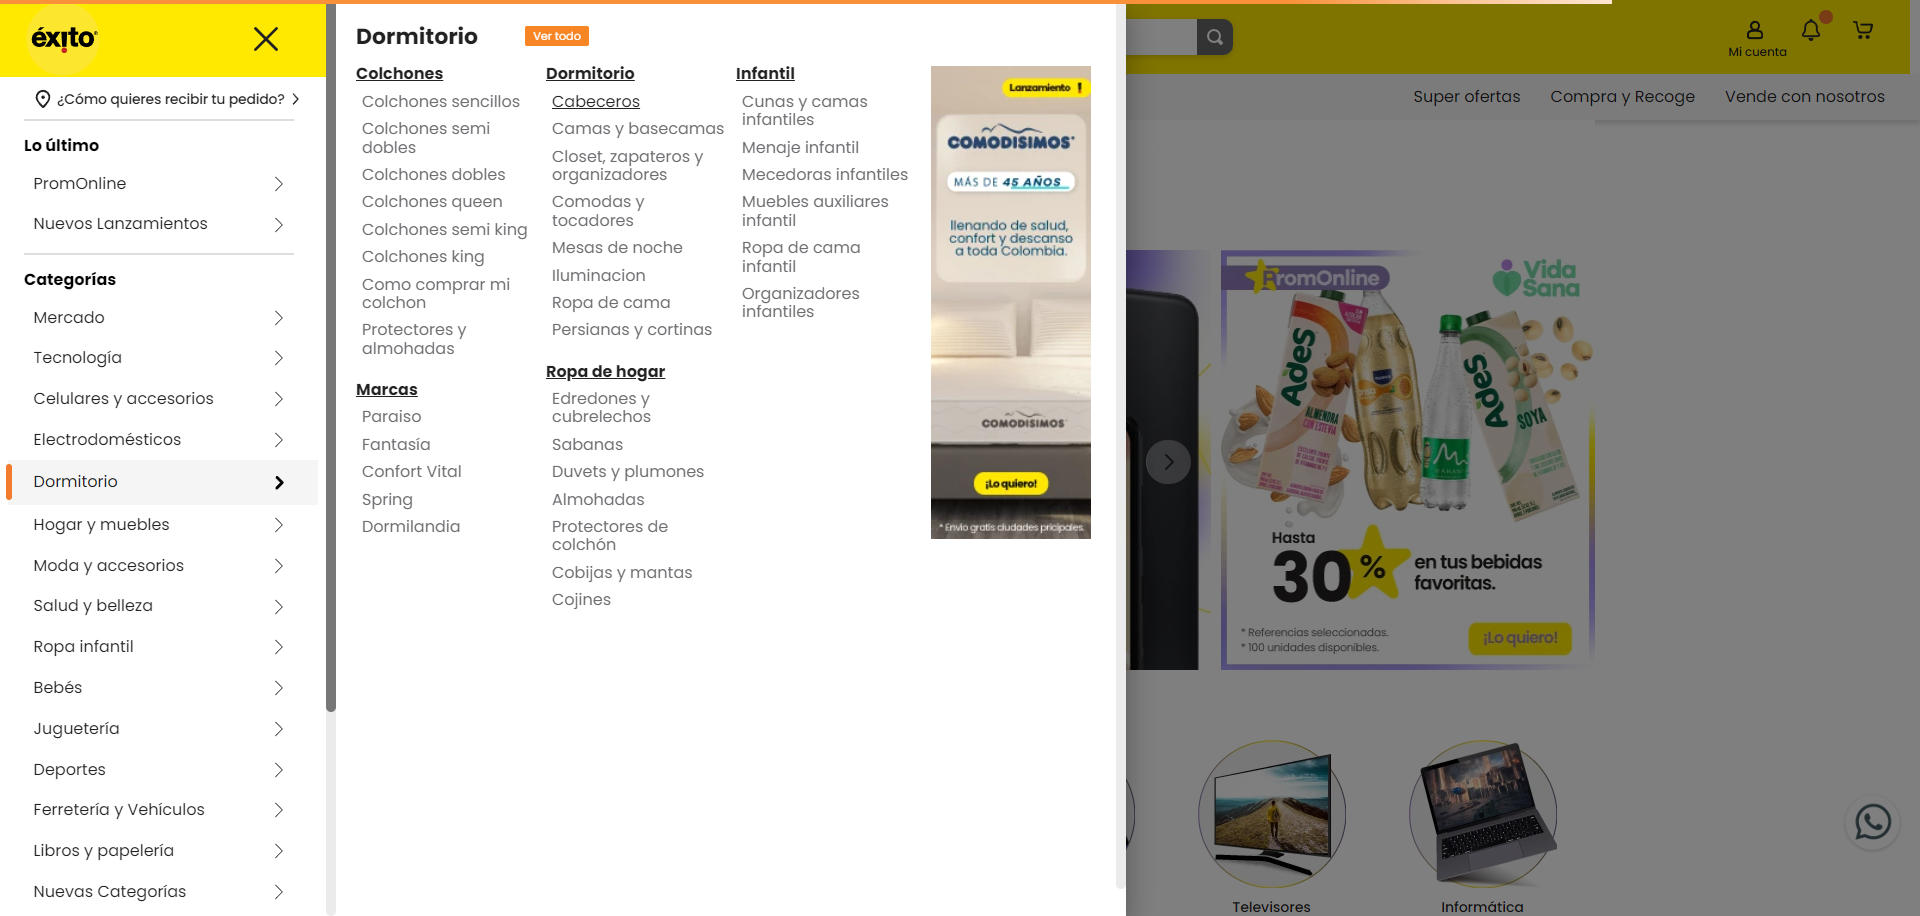 éxito
¿Cómo quieres recibir tu pedido?
Lo último
PromOnline
Nuevos Lanzamientos
Categorías
Mercado
Tecnología
Celulares y accesorios
Electrodomésticos
Dormitorio
Hogar y muebles
Moda y accesorios
Salud y belleza
Ropa infantil
Bebés
Juguetería
Deportes
Ferretería y Vehículos
Libros y papelería
Nuevas Categorías
Dormitorio
Ver todo
Colchones
Colchones sencillos
Colchones semi
dobles
Colchones dobles
Colchones queen
Colchones semi king
Colchones king
Como comprar mi
colchon
Protectores y
almohadas
Marcas
Paraiso
Fantasía
Confort Vital
Spring
Dormilandia
Dormitorio
Cabeceros
Camas y basecamas
Closet, zapateros y
organizadores
Comodas y
tocadores
Mesas de noche
Iluminacion
Ropa de cama
Persianas y cortinas
Ropa de hogar
Edredones y
cubrelechos
Sabanas
Duvets y plumones
Almohadas
Protectores de
colchón
Cobijas y mantas
Cojines
Infantil
Cunas y camas
infantiles
Menaje infantil
Mecedoras infantiles
Muebles auxiliares
infantil
Ropa de cama
infantil
Organizadores
infantiles
Lanzamiento !
COMODISIMOS
MÁS DE 45 AÑOS
llenando de salud,
confort y descanso
a toda Colombia.
COMODISIMOS
¡Lo quiero!
* Envio gratis ciudades pricipales.
Mi cuenta
Super ofertas
Compra y Recoge
Vende con nosotros
PromOnline
Vida
Sana
AdeS
ALMENDRA
CON ESTEVIA
AdeS
SOYA
Hasta
30%
en tus bebidas
favoritas.
* Referencias seleccionadas.
* 100 unidades disponibles.
¡Lo quiero!
Televisores
Informática